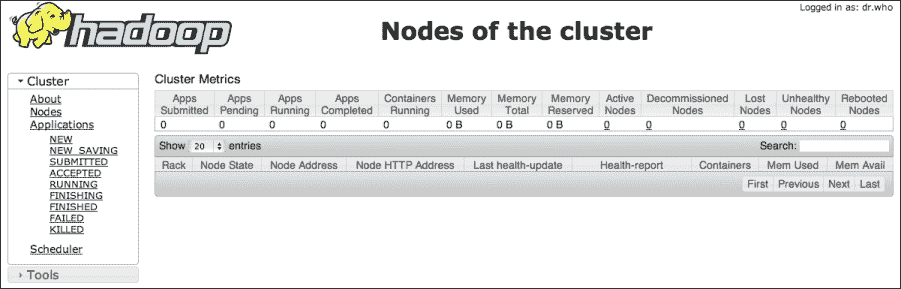 Logged in as: dr.who
hadoop
Nodes of the cluster
Cluster
About
Nodes
Applications
NEW
NEW_SAVING
SUBMITTED
ACCEPTED
RUNNING
FINISHING
FINISHED
FAILED
KILLED
Scheduler
Tools
Cluster Metrics
Apps Submitted Apps Pending Apps Running Apps Completed Containers Running Memory Used Memory Total Memory Reserved Active Nodes Decommissioned Nodes Lost Nodes Unhealthy Nodes Rebooted Nodes
0 0 0 0 0 0 B 0 B 0 B 0 0 0 0 0
Show 20 entries Search:
Rack Node State Node Address Node HTTP Address Last health-update Health-report Containers Mem Used Mem Avail
First Previous Next Last